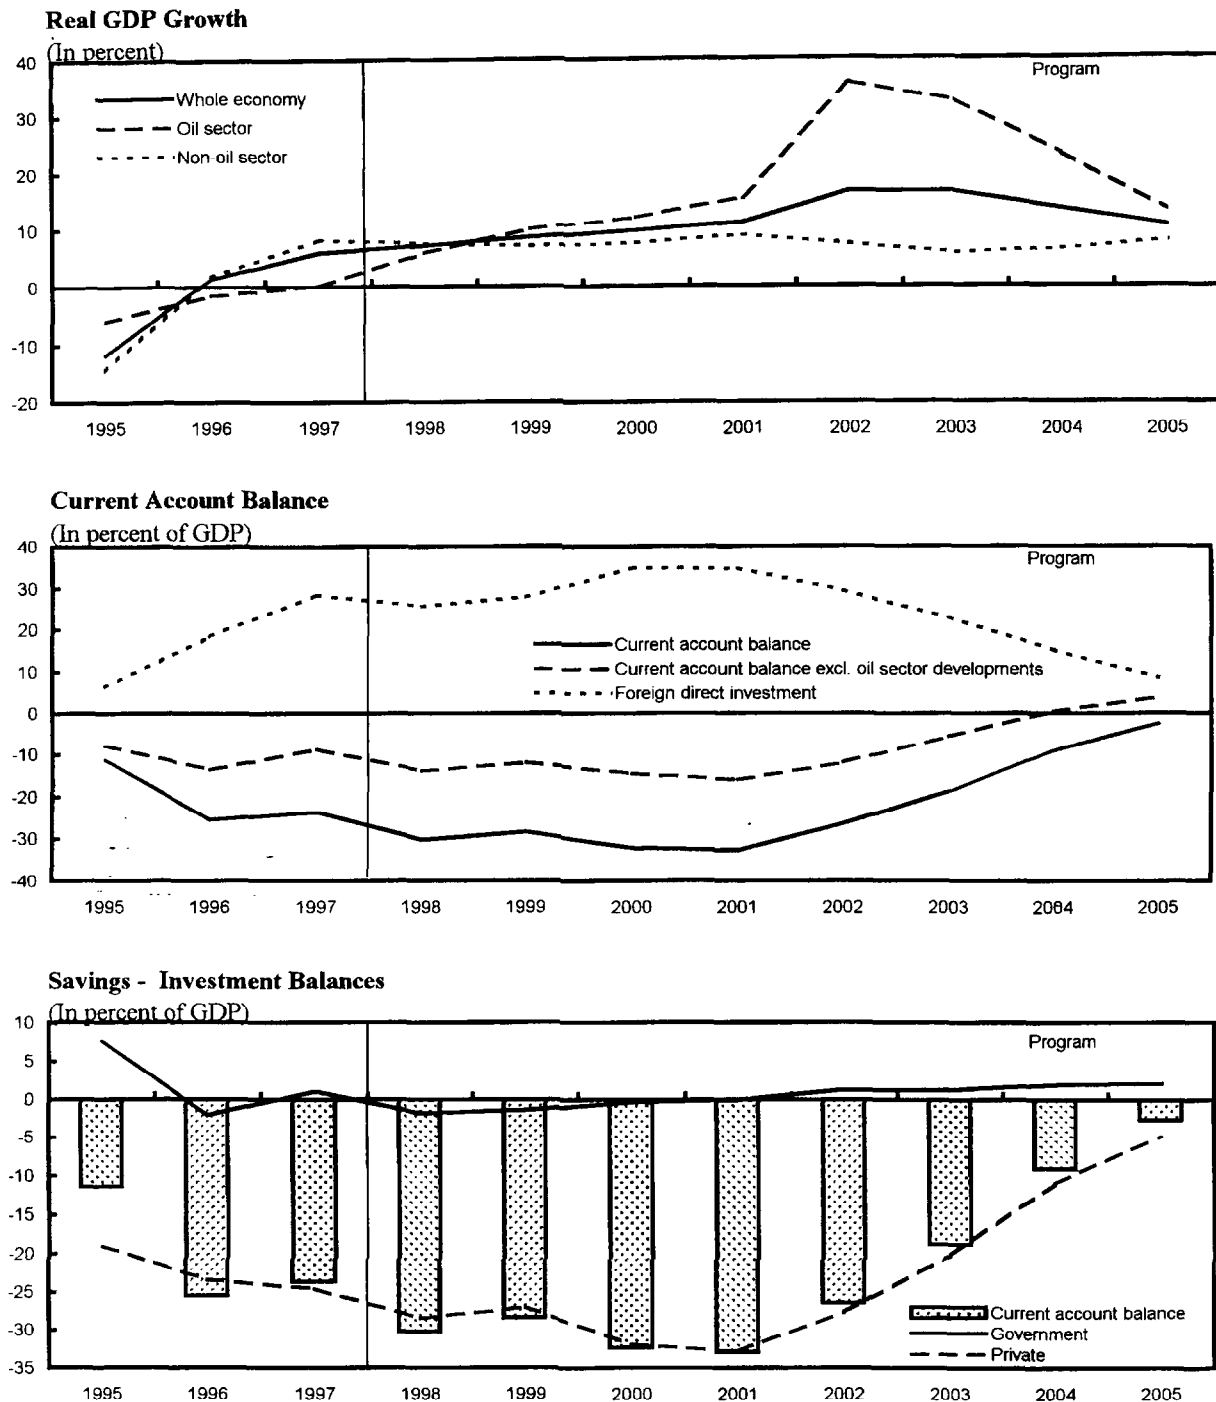 Real GDP Growth
(In percent)
40
Program
30
Whole economy
Oil sector
Non-oil sector
20
10
0
-10
-20
1995 1996 1997 1998 1999 2000 2001 2002 2003 2004 2005
Current Account Balance
(In percent of GDP)
40
Program
30
20
Current account balance
Current account balance excl. oil sector developments
10
Foreign direct investment
0
-10
-20
-30
-40
1995 1996 1997 1998 1999 2000 2001 2002 2003 2064 2005
Savings - Investment Balances
(In percent of GDP)
10
Program
5
0
-5
-10
-15
-20
-25
Current account balance
-30
Government
Private
-35
1995 1996 1997 1998 1999 2000 2001 2002 2003 2004 2005